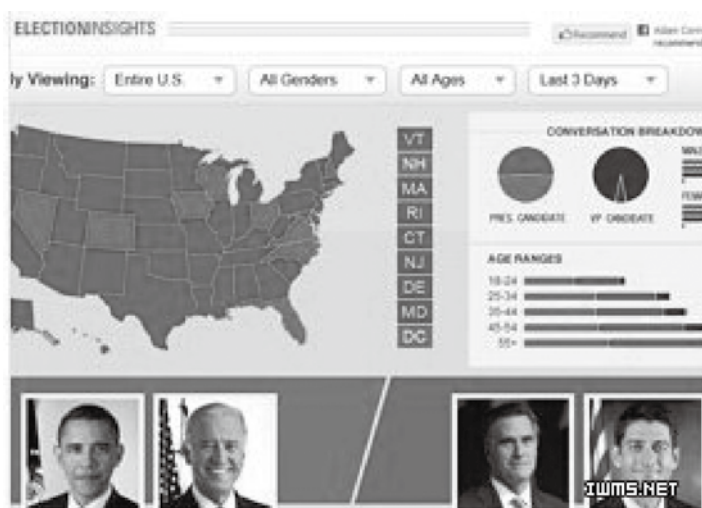 ELECTIONINSIGHTS
Recommend
Viewing: Entire U.S. All Genders All Ages Last 3 Days
CONVERSATION BREAKDOW
VT
NH
MA
RI
CT
NJ
DE
MD
DC
PRES. CANDIDATE VP CANDIDATE
AGE RANGES
18-24
25-34
35-44
45-54
55+
IWMS.NET